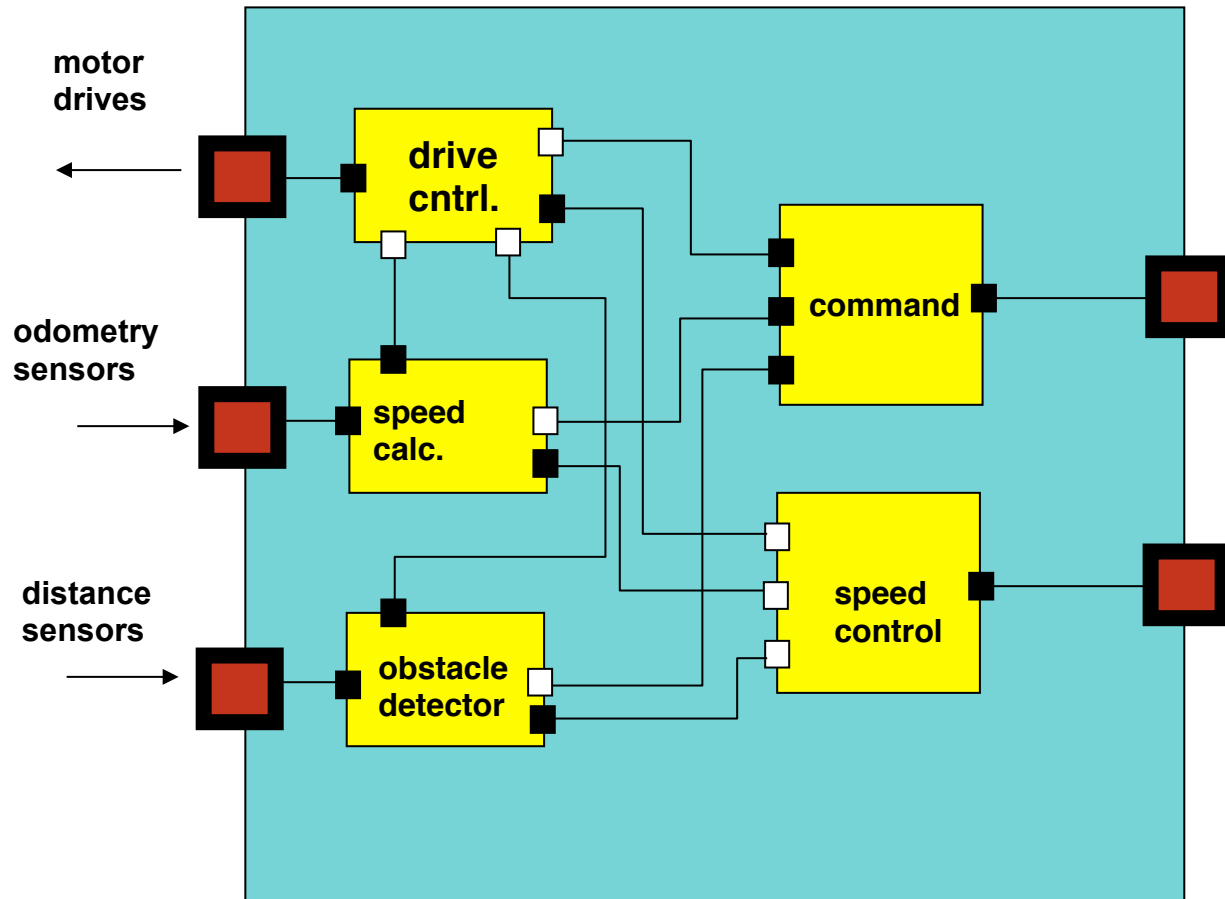 motor
drives
drive
cntrl.
command
odometry
sensors
speed
calc.
distance
sensors
speed
control
obstacle
detector